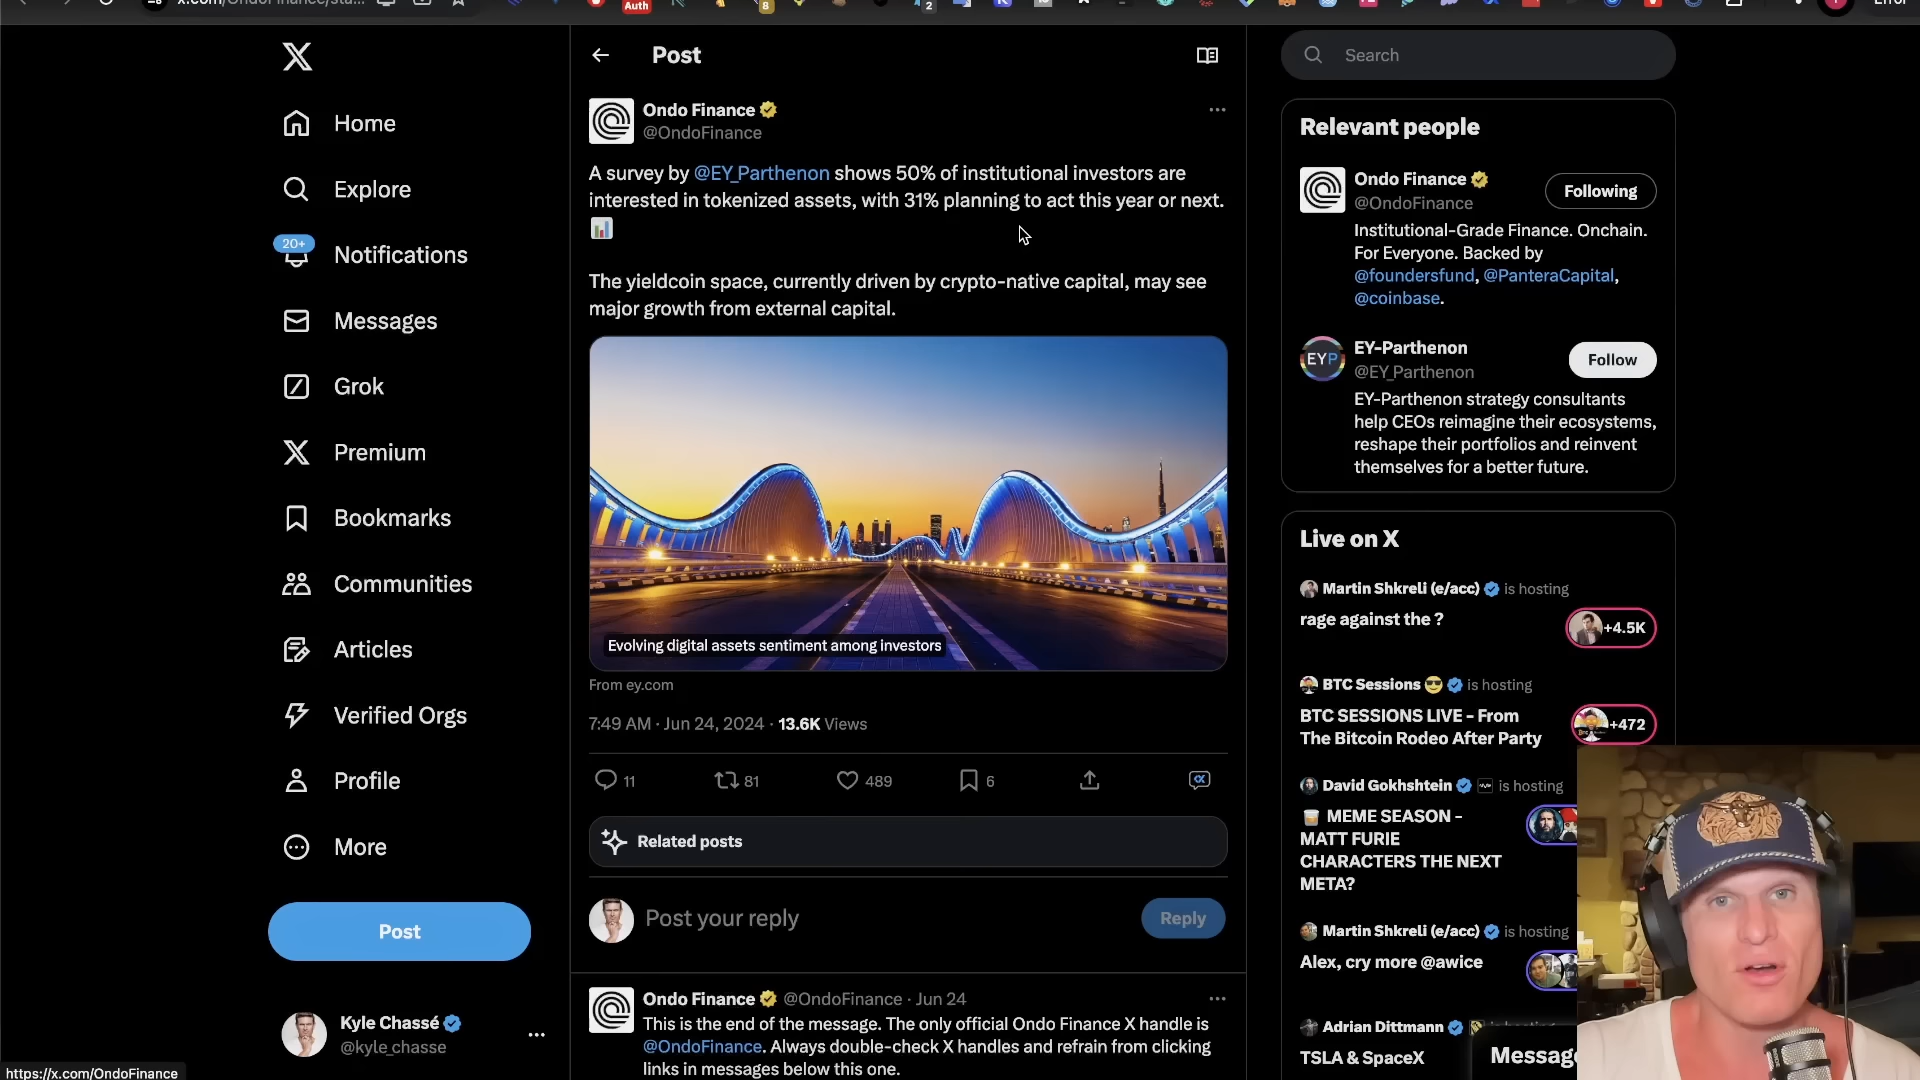 Auth
8
2
Error
Home
Explore
20+
Notifications
Messages
Grok
Premium
Bookmarks
Communities
Articles
Verified Orgs
Profile
More
Post
Kyle Chassé
@kyle_chasse
https://x.com/OndoFinance
Post
Ondo Finance
@OndoFinance
A survey by @EY_Parthenon shows 50% of institutional investors are
interested in tokenized assets, with 31% planning to act this year or next.
The yieldcoin space, currently driven by crypto-native capital, may see
major growth from external capital.
Evolving digital assets sentiment among investors
From ey.com
7:49 AM · Jun 24, 2024 · 13.6K Views
11 81 489 6
Related posts
Post your reply
Reply
Ondo Finance @OndoFinance · Jun 24
This is the end of the message. The only official Ondo Finance X handle is
@OndoFinance. Always double-check X handles and refrain from clicking
links in messages below this one.
Search
Relevant people
Ondo Finance
@OndoFinance
Following
Institutional-Grade Finance. Onchain.
For Everyone. Backed by
@foundersfund, @PanteraCapital,
@coinbase.
EYP
EY-Parthenon
@EY_Parthenon
Follow
EY-Parthenon strategy consultants
help CEOs reimagine their ecosystems,
reshape their portfolios and reinvent
themselves for a better future.
Live on X
Martin Shkreli (e/acc) is hosting
rage against the ?
+4.5K
BTC Sessions is hosting
BTC SESSIONS LIVE - From
The Bitcoin Rodeo After Party
+472
David Gokhshtein is hosting
MEME SEASON -
MATT FURIE
CHARACTERS THE NEXT
META?
Martin Shkreli (e/acc) is hosting
Alex, cry more @awice
Adrian Dittmann
TSLA & SpaceX
Messag